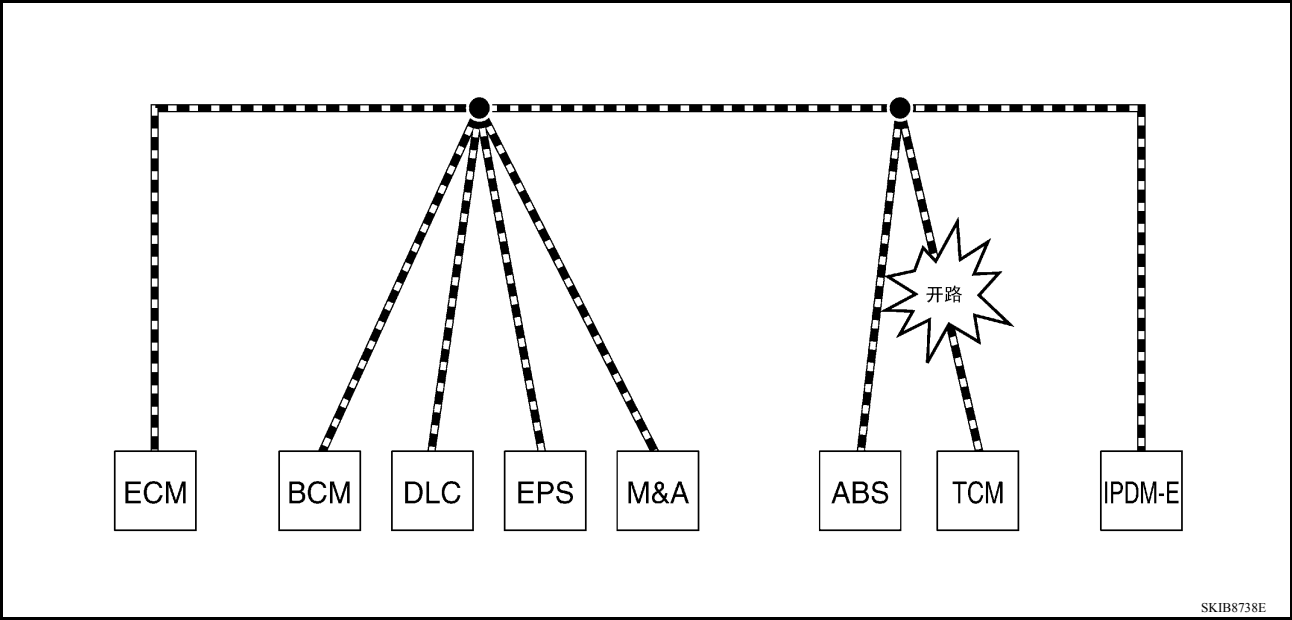 开路
ECM
BCM
DLC
EPS
M&A
ABS
TCM
IPDM-E
SKIB8738E